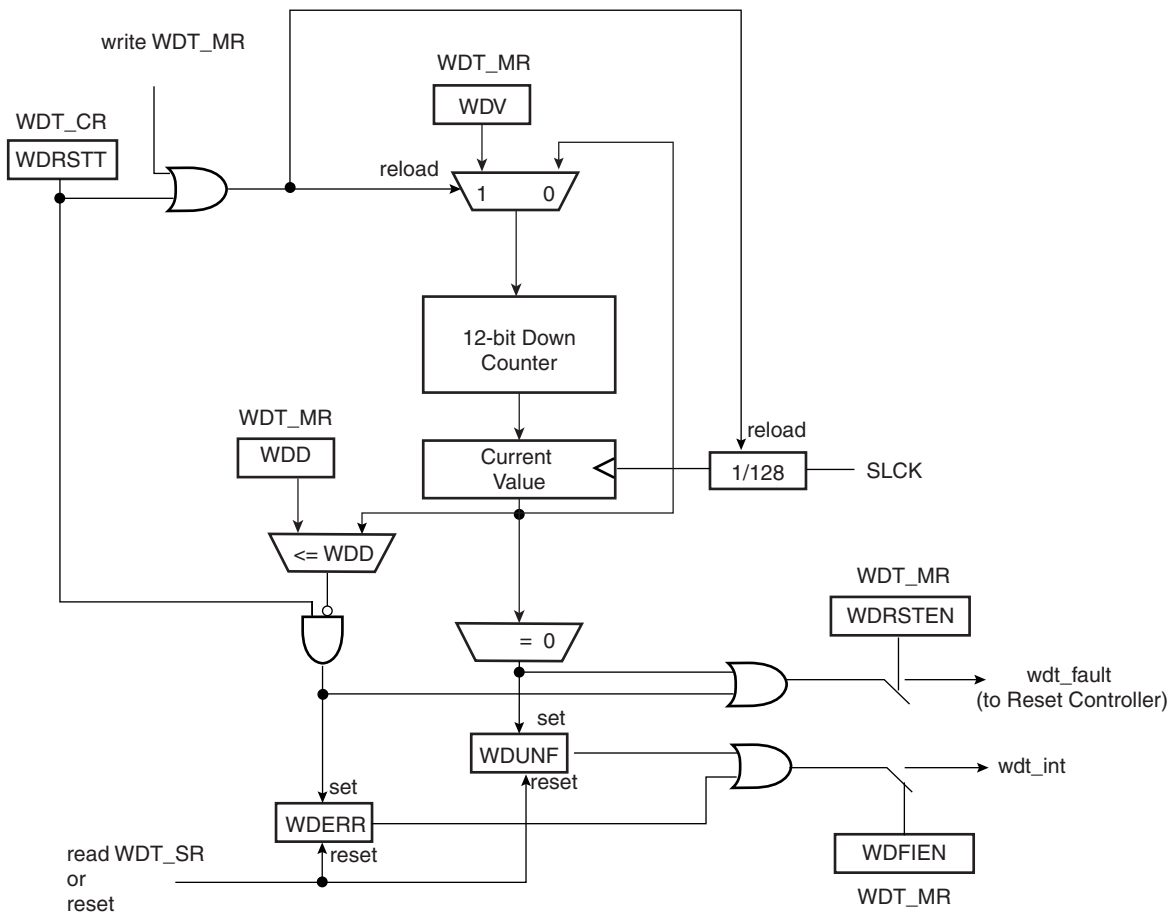 write WDT_MR
WDT_MR
WDV
WDT_CR
WDRSTT
reload
1 0
12-bit Down
Counter
WDT_MR
WDD
Current
Value
reload
1/128
SLCK
<= WDD
= 0
WDT_MR
WDRSTEN
wdt_fault
(to Reset Controller)
set
WDUNF
reset
wdt_int
set
WDERR
reset
WDFIEN
WDT_MR
read WDT_SR
or
reset